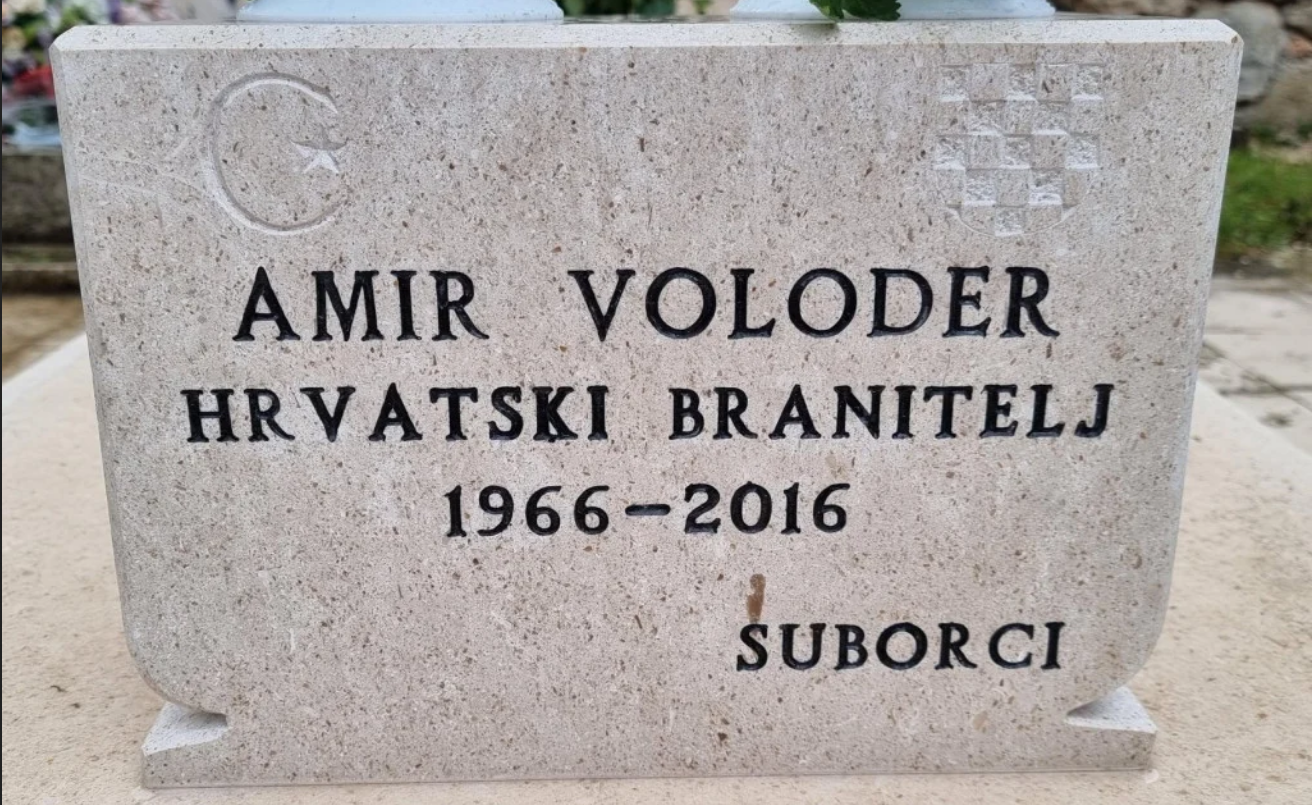 AMIR VOLODER
HRVATSKI BRANITELJ
1966-2016
SUBORCI